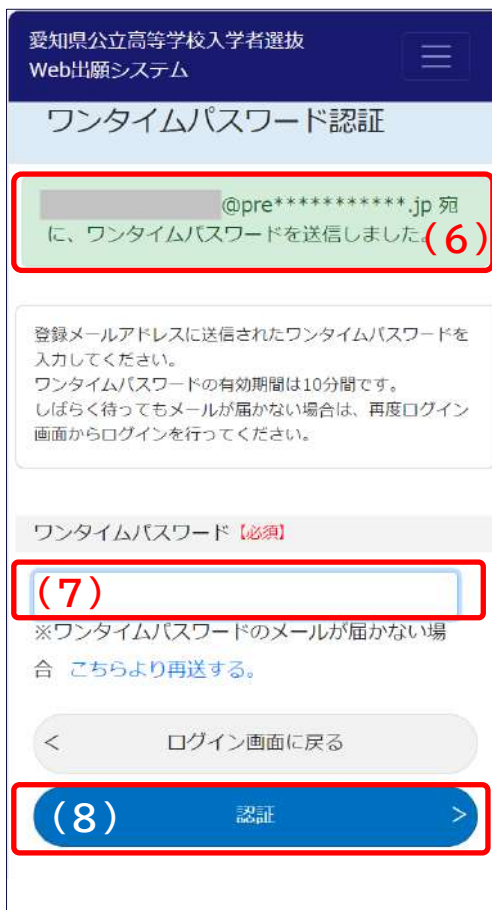 愛知県公立高等学校入学者選抜
Web出願システム
ワンタイムパスワード認証
@pre***********.jp 宛
に、ワンタイムパスワードを送信しました。
(6)
登録メールアドレスに送信されたワンタイムパスワードを
入力してください。
ワンタイムパスワードの有効期間は10分間です。
しばらく待ってもメールが届かない場合は、再度ログイン
画面からログインを行ってください。
ワンタイムパスワード【必須】
(7)
※ワンタイムパスワードのメールが届かない場
合 こちらより再送する。
< ログイン画面に戻る
(8) 認証 >